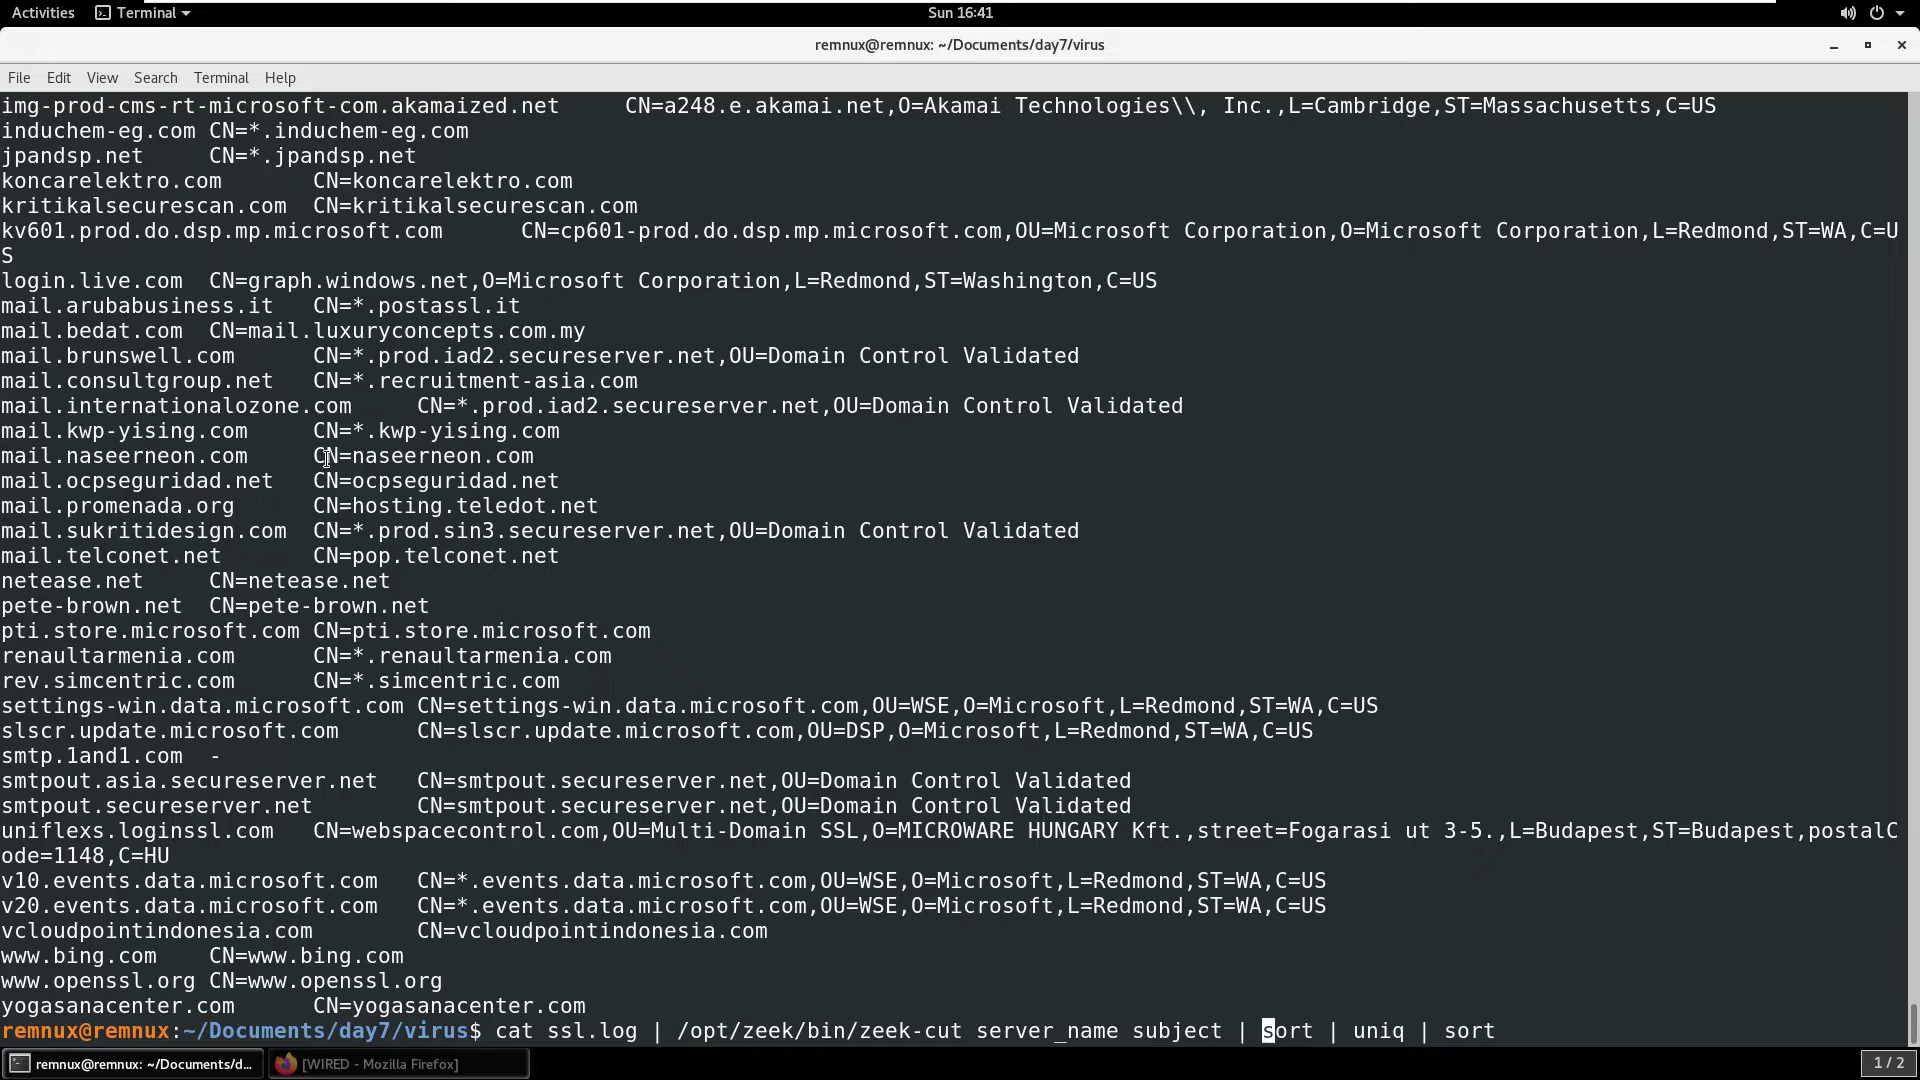 Activities Terminal Sun 16:41
remnux@remnux: ~/Documents/day7/virus
File Edit View Search Terminal Help
img-prod-cms-rt-microsoft-com.akamaized.net CN=a248.e.akamai.net,O=Akamai Technologies\\, Inc.,L=Cambridge,ST=Massachusetts,C=US
induchem-eg.com CN=*.induchem-eg.com
jpandsp.net CN=*.jpandsp.net
koncarelektro.com CN=koncarelektro.com
kritikalsecurescan.com CN=kritikalsecurescan.com
kv601.prod.do.dsp.mp.microsoft.com CN=cp601-prod.do.dsp.mp.microsoft.com,OU=Microsoft Corporation,O=Microsoft Corporation,L=Redmond,ST=WA,C=U
S
login.live.com CN=graph.windows.net,O=Microsoft Corporation,L=Redmond,ST=Washington,C=US
mail.arubabusiness.it CN=*.postassl.it
mail.bedat.com CN=mail.luxuryconcepts.com.my
mail.brunswell.com CN=*.prod.iad2.secureserver.net,OU=Domain Control Validated
mail.consultgroup.net CN=*.recruitment-asia.com
mail.internationalozone.com CN=*.prod.iad2.secureserver.net,OU=Domain Control Validated
mail.kwp-yising.com CN=*.kwp-yising.com
mail.naseerneon.com CN=naseerneon.com
mail.ocpseguridad.net CN=ocpseguridad.net
mail.promenada.org CN=hosting.teledot.net
mail.sukritidesign.com CN=*.prod.sin3.secureserver.net,OU=Domain Control Validated
mail.telconet.net CN=pop.telconet.net
netease.net CN=netease.net
pete-brown.net CN=pete-brown.net
pti.store.microsoft.com CN=pti.store.microsoft.com
renaultarmenia.com CN=*.renaultarmenia.com
rev.simcentric.com CN=*.simcentric.com
settings-win.data.microsoft.com CN=settings-win.data.microsoft.com,OU=WSE,O=Microsoft,L=Redmond,ST=WA,C=US
slscr.update.microsoft.com CN=slscr.update.microsoft.com,OU=DSP,O=Microsoft,L=Redmond,ST=WA,C=US
smtp.1and1.com -
smtpout.asia.secureserver.net CN=smtpout.secureserver.net,OU=Domain Control Validated
smtpout.secureserver.net CN=smtpout.secureserver.net,OU=Domain Control Validated
uniflexs.loginssl.com CN=webspacecontrol.com,OU=Multi-Domain SSL,O=MICROWARE HUNGARY Kft.,street=Fogarasi ut 3-5.,L=Budapest,ST=Budapest,postalC
ode=1148,C=HU
v10.events.data.microsoft.com CN=*.events.data.microsoft.com,OU=WSE,O=Microsoft,L=Redmond,ST=WA,C=US
v20.events.data.microsoft.com CN=*.events.data.microsoft.com,OU=WSE,O=Microsoft,L=Redmond,ST=WA,C=US
vcloudpointindonesia.com CN=vcloudpointindonesia.com
www.bing.com CN=www.bing.com
www.openssl.org CN=www.openssl.org
yogasanacenter.com CN=yogasanacenter.com
remnux@remnux:~/Documents/day7/virus$ cat ssl.log | /opt/zeek/bin/zeek-cut server_name subject | sort | uniq | sort
remnux@remnux: ~/Documents/d... [WIRED - Mozilla Firefox] 1 / 2